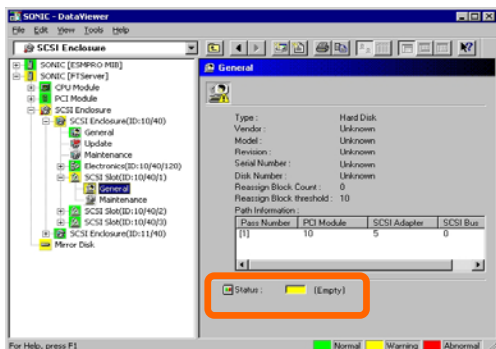 SONIC - DataViewer
File Edit View Tools Help
SCSI Enclosure
SONIC [ESMPRO MIB]
SONIC [FTServer]
CPU Module
PCI Module
SCSI Enclosure
SCSI Enclosure(ID:10/40)
General
Update
Maintenance
Electronics(ID:10/40/120)
SCSI Slot(ID:10/40/1)
General
Maintenance
SCSI Slot(ID:10/40/2)
SCSI Slot(ID:10/40/3)
SCSI Enclosure(ID:11/40)
Mirror Disk
General
Type : Hard Disk
Vendor : Unknown
Model : Unknown
Revision : Unknown
Serial Number : Unknown
Disk Number : Unknown
Reassign Block Count : 0
Reassign Block threshold : 10
Path Information :
Pass Number PCI Module SCSI Adapter SCSI Bus
[1] 10 5 0
Status : (Empty)
For Help, press F1
Normal Warning Abnormal